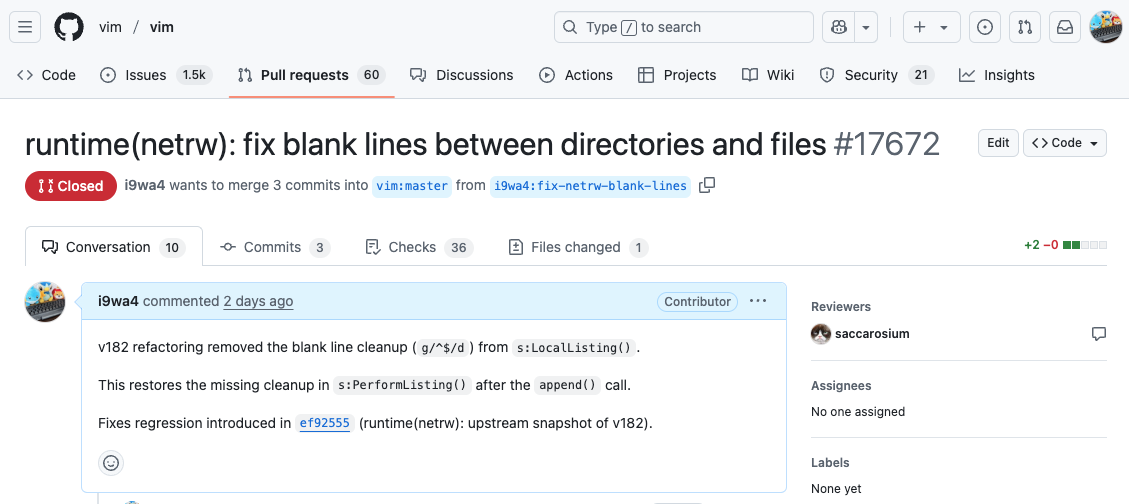 vim / vim
Type / to search
Code
Issues 1.5k
Pull requests 60
Discussions
Actions
Projects
Wiki
Security 21
Insights
runtime(netrw): fix blank lines between directories and files #17672
Edit
<> Code
Closed
i9wa4 wants to merge 3 commits into vim:master from i9wa4:fix-netrw-blank-lines
Conversation 10
Commits 3
Checks 36
Files changed 1
+2 −0
i9wa4 commented 2 days ago
Contributor
v182 refactoring removed the blank line cleanup ( g/^$/d ) from s:LocalListing() .
This restores the missing cleanup in s:PerformListing() after the append() call.
Fixes regression introduced in ef92555 (runtime(netrw): upstream snapshot of v182).
Reviewers
saccarosium
Assignees
No one assigned
Labels
None yet